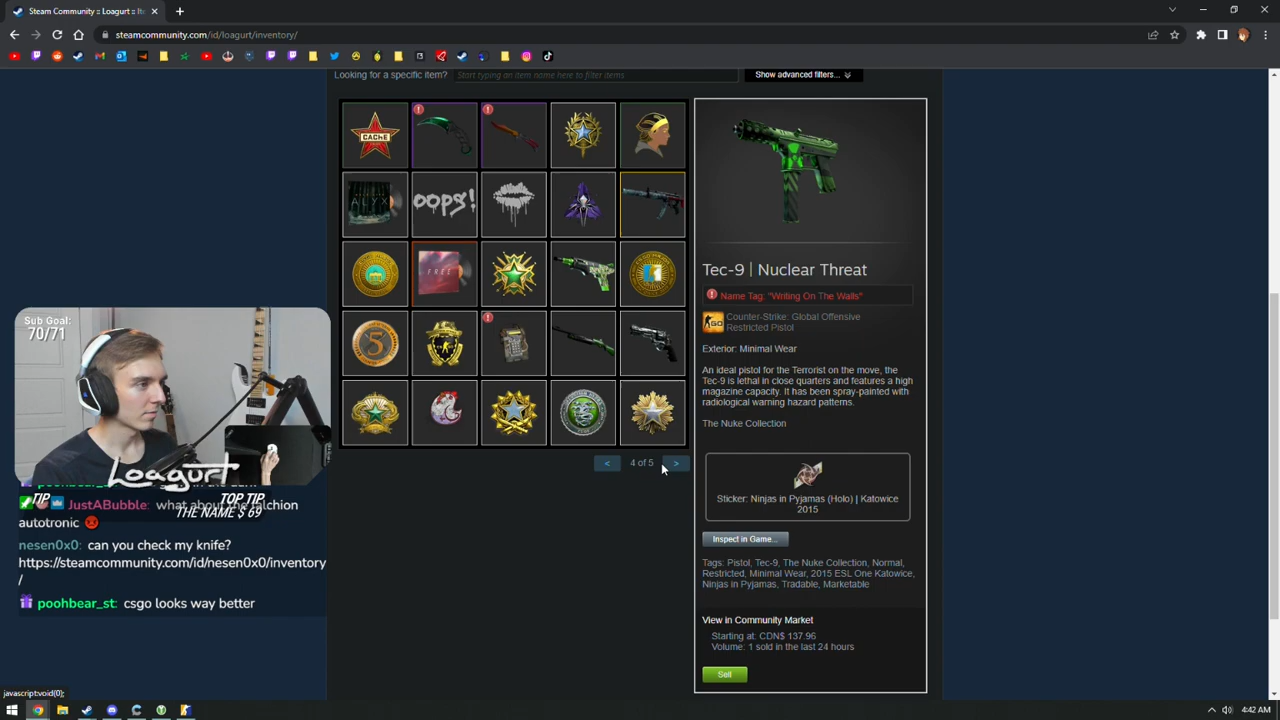 Steam Community :: Loagurt :: Ite
steamcommunity.com/id/loagurt/inventory/
Looking for a specific item?
Start typing an item name here to filter items
Show advanced filters...
CACHE
ALYX
oops!
FREE
5
4 of 5
<
>
Tec-9 | Nuclear Threat
Name Tag: "Writing On The Walls"
Counter-Strike: Global Offensive
Restricted Pistol
Exterior: Minimal Wear
An ideal pistol for the Terrorist on the move, the
Tec-9 is lethal in close quarters and features a high
magazine capacity. It has been spray-painted with
radiological warning hazard patterns.
The Nuke Collection
Sticker: Ninjas in Pyjamas (Holo) | Katowice
2015
Inspect in Game...
Tags: Pistol, Tec-9, The Nuke Collection, Normal,
Restricted, Minimal Wear, 2015 ESL One Katowice,
Ninjas in Pyjamas, Tradable, Marketable
View in Community Market
Starting at: CDN$ 137.96
Volume: 1 sold in the last 24 hours
Sell
Sub Goal:
70/71
Loagurt
TIP
TOP TIP
THE NAME $ 69
JustABubble: what about the falchion
autotronic
nesen0x0: can you check my knife?
https://steamcommunity.com/id/nesen0x0/inventory
/
poohbear_st: csgo looks way better
javascript:void(0);
4:42 AM